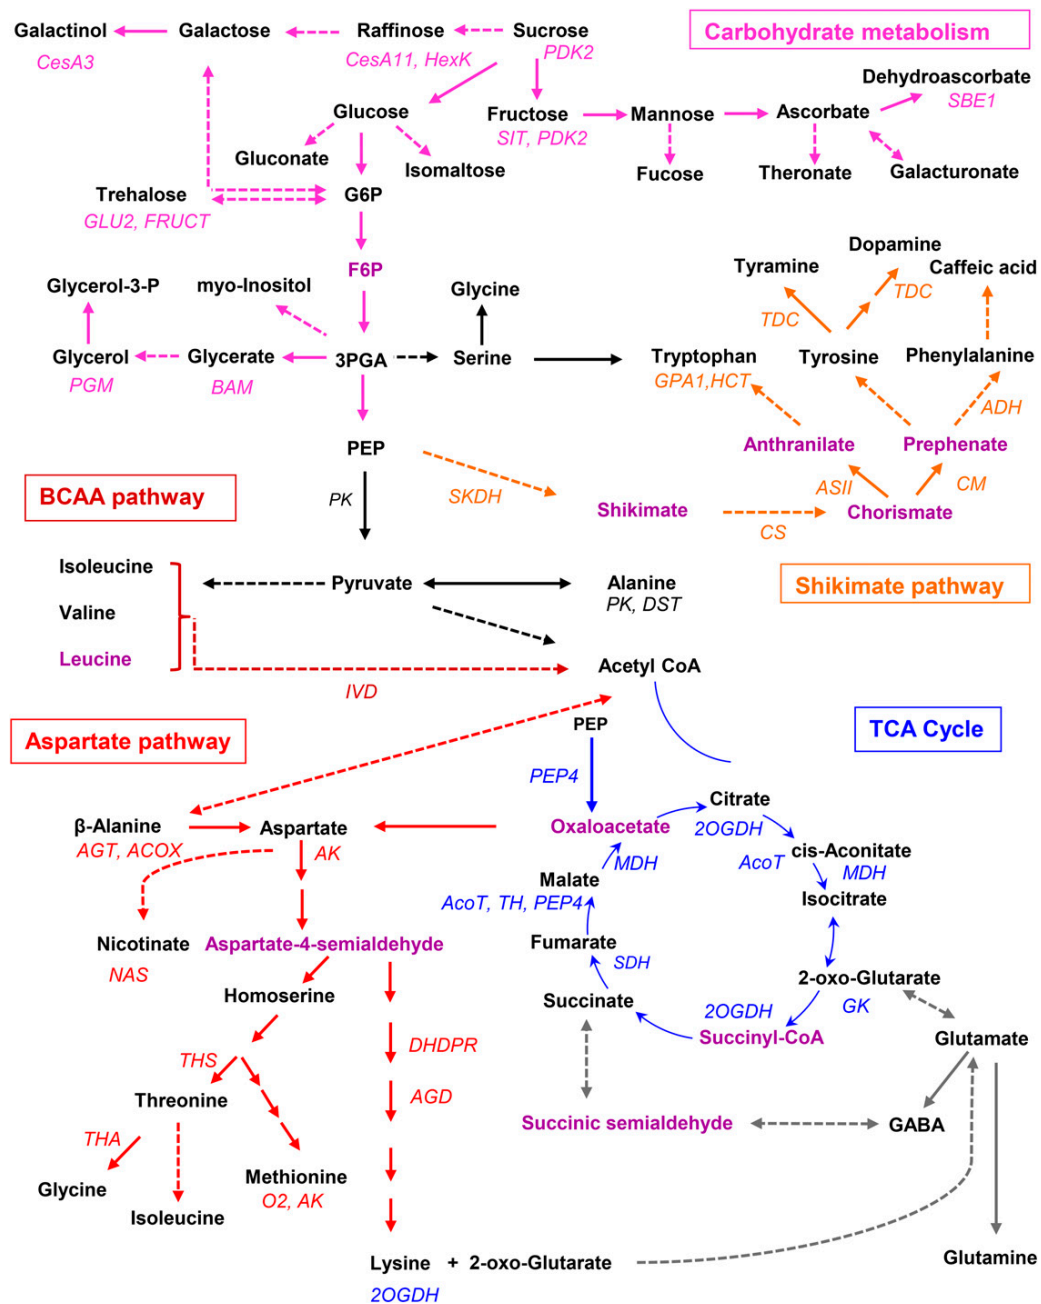 Galactinol
Galactose
Raffinose
Sucrose
Carbohydrate metabolism
CesA3
CesA11, HexK
PDK2
Dehydroascorbate
SBE1
Glucose
Fructose
Mannose
Ascorbate
SIT, PDK2
Gluconate
Isomaltose
Fucose
Theronate
Galacturonate
Trehalose
G6P
GLU2, FRUCT
Dopamine
F6P
Tyramine
Caffeic acid
Glycerol-3-P
myo-Inositol
Glycine
TDC
TDC
Glycerol
Glycerate
3PGA
Serine
Tryptophan
Tyrosine
Phenylalanine
PGM
BAM
GPA1,HCT
ADH
PEP
Anthranilate
Prephenate
BCAA pathway
PK
SKDH
ASII
CM
Shikimate
Chorismate
CS
Isoleucine
Pyruvate
Alanine
Shikimate pathway
PK, DST
Valine
Leucine
Acetyl CoA
IVD
Aspartate pathway
PEP
TCA Cycle
PEP4
Citrate
β-Alanine
Aspartate
Oxaloacetate
2OGDH
AGT, ACOX
AK
MDH
AcoT
cis-Aconitate
MDH
Malate
AcoT, TH, PEP4
Isocitrate
Nicotinate
Aspartate-4-semialdehyde
Fumarate
NAS
SDH
2-oxo-Glutarate
Homoserine
Succinate
2OGDH
GK
Succinyl-CoA
Glutamate
DHDPR
THS
AGD
Threonine
Succinic semialdehyde
GABA
THA
Methionine
Glycine
O2, AK
Isoleucine
Lysine + 2-oxo-Glutarate
Glutamine
2OGDH